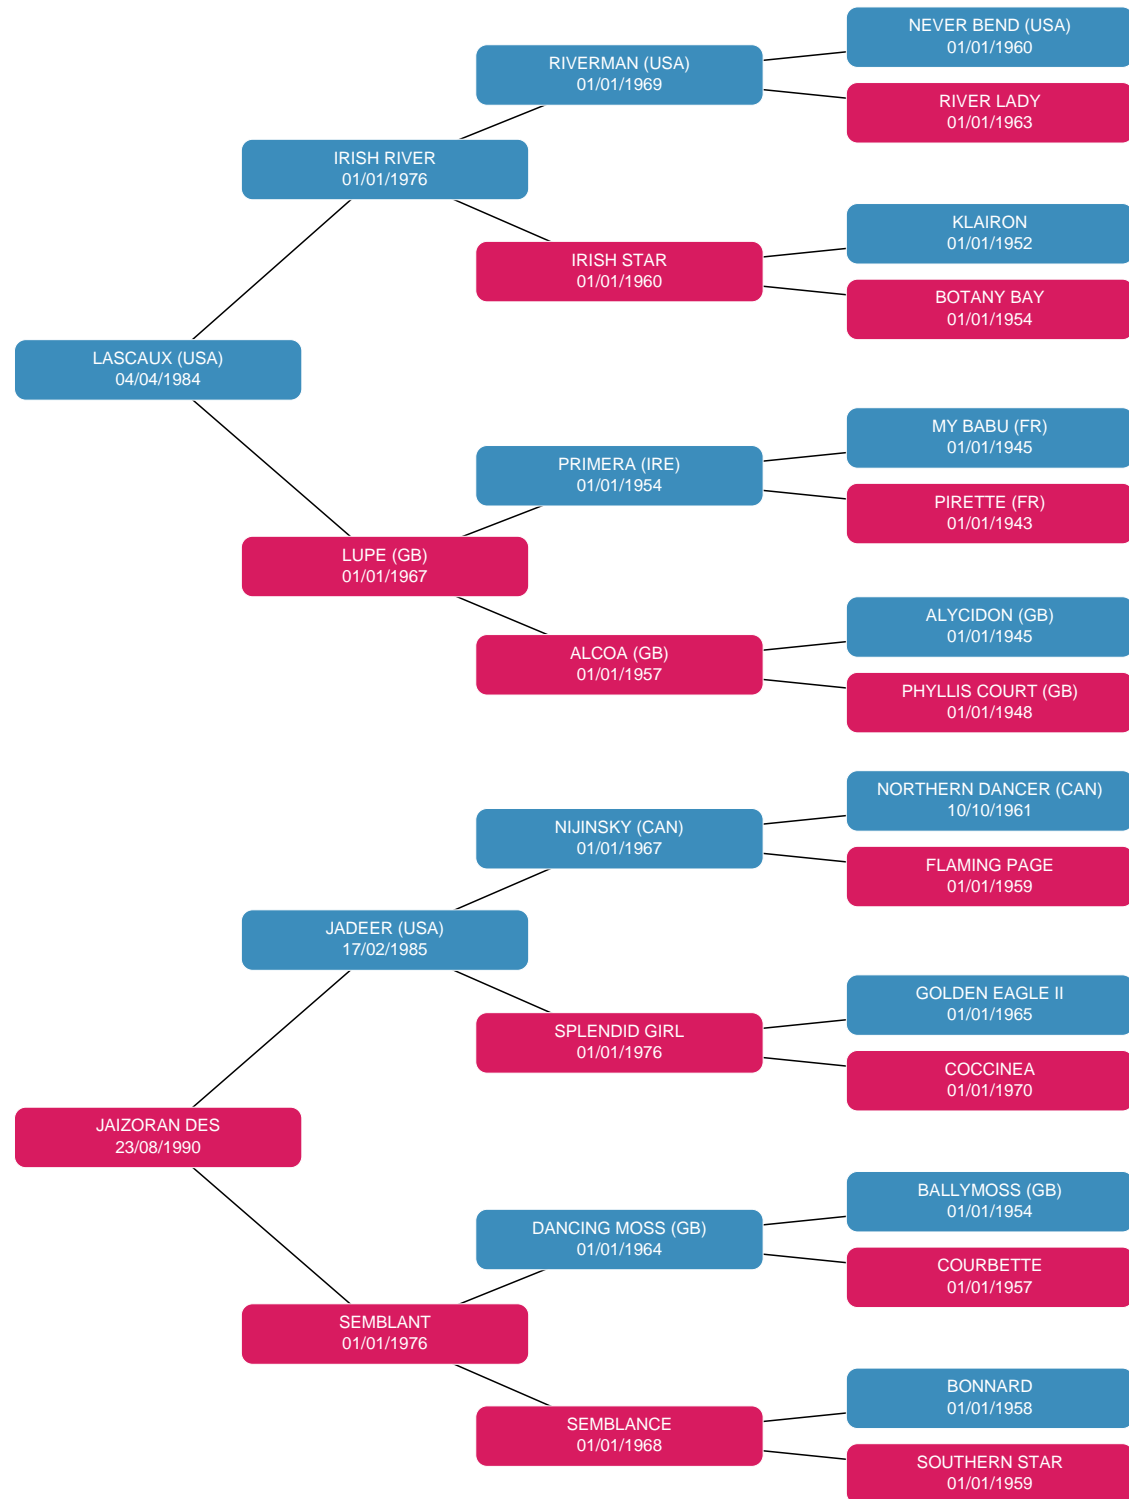 NEVER BEND (USA)
01/01/1960
RIVERMAN (USA)
01/01/1969
RIVER LADY
01/01/1963
IRISH RIVER
01/01/1976
KLAIRON
01/01/1952
IRISH STAR
01/01/1960
BOTANY BAY
01/01/1954
LASCAUX (USA)
04/04/1984
MY BABU (FR)
01/01/1945
PRIMERA (IRE)
01/01/1954
PIRETTE (FR)
01/01/1943
LUPE (GB)
01/01/1967
ALYCIDON (GB)
01/01/1945
ALCOA (GB)
01/01/1957
PHYLLIS COURT (GB)
01/01/1948
NORTHERN DANCER (CAN)
10/10/1961
NIJINSKY (CAN)
01/01/1967
FLAMING PAGE
01/01/1959
JADEER (USA)
17/02/1985
GOLDEN EAGLE II
01/01/1965
SPLENDID GIRL
01/01/1976
COCCINEA
01/01/1970
JAIZORAN DES
23/08/1990
BALLYMOSS (GB)
01/01/1954
DANCING MOSS (GB)
01/01/1964
COURBETTE
01/01/1957
SEMBLANT
01/01/1976
BONNARD
01/01/1958
SEMBLANCE
01/01/1968
SOUTHERN STAR
01/01/1959